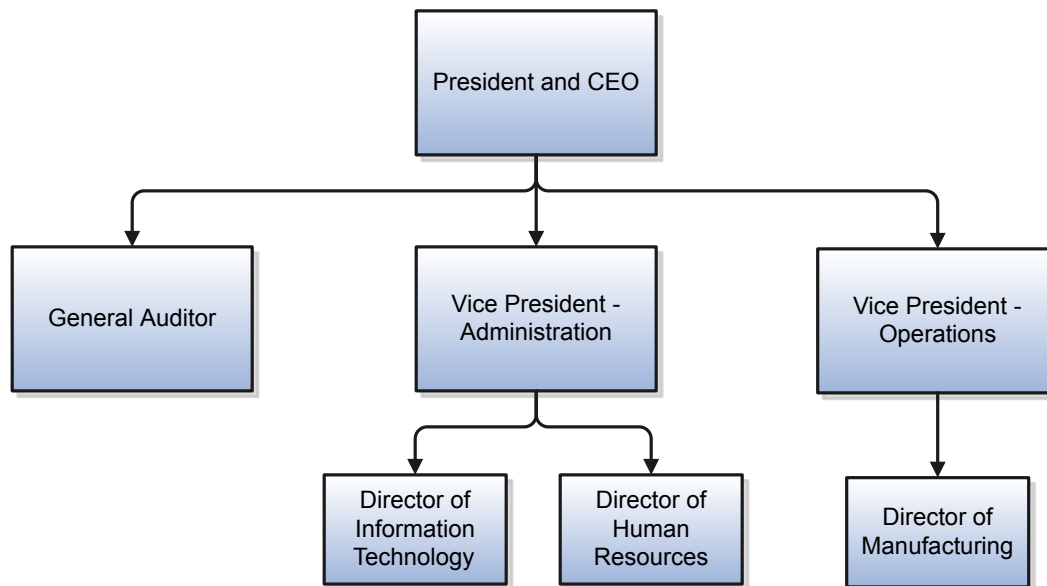 President and CEO
General Auditor
Vice President -
Administration
Vice President -
Operations
Director of
Information
Technology
Director of
Human
Resources
Director of
Manufacturing